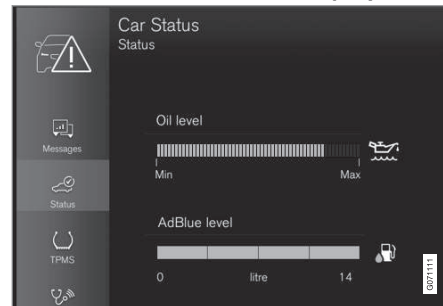 Car Status
Status
Messages
Status
TPMS
Oil level
Min Max
AdBlue level
0 litre 14
G071111